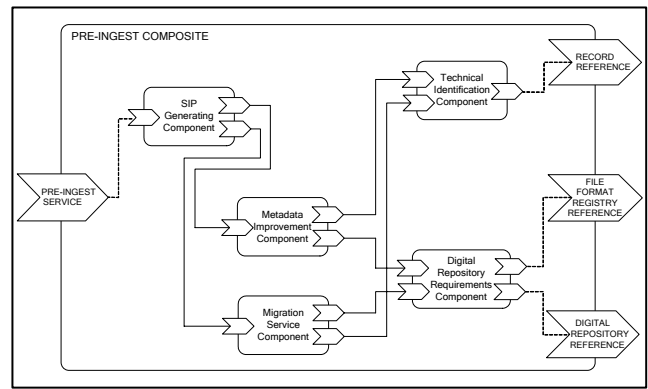 PRE-INGEST COMPOSITE
RECORD
REFERENCE
Technical
Identification
Component
SIP
Generating
Component
PRE-INGEST
SERVICE
FILE
FORMAT
REGISTRY
REFERENCE
Metadata
Improvement
Component
Digital
Repository
Requirements
Component
Migration
Service
Component
DIGITAL
REPOSITORY
REFERENCE